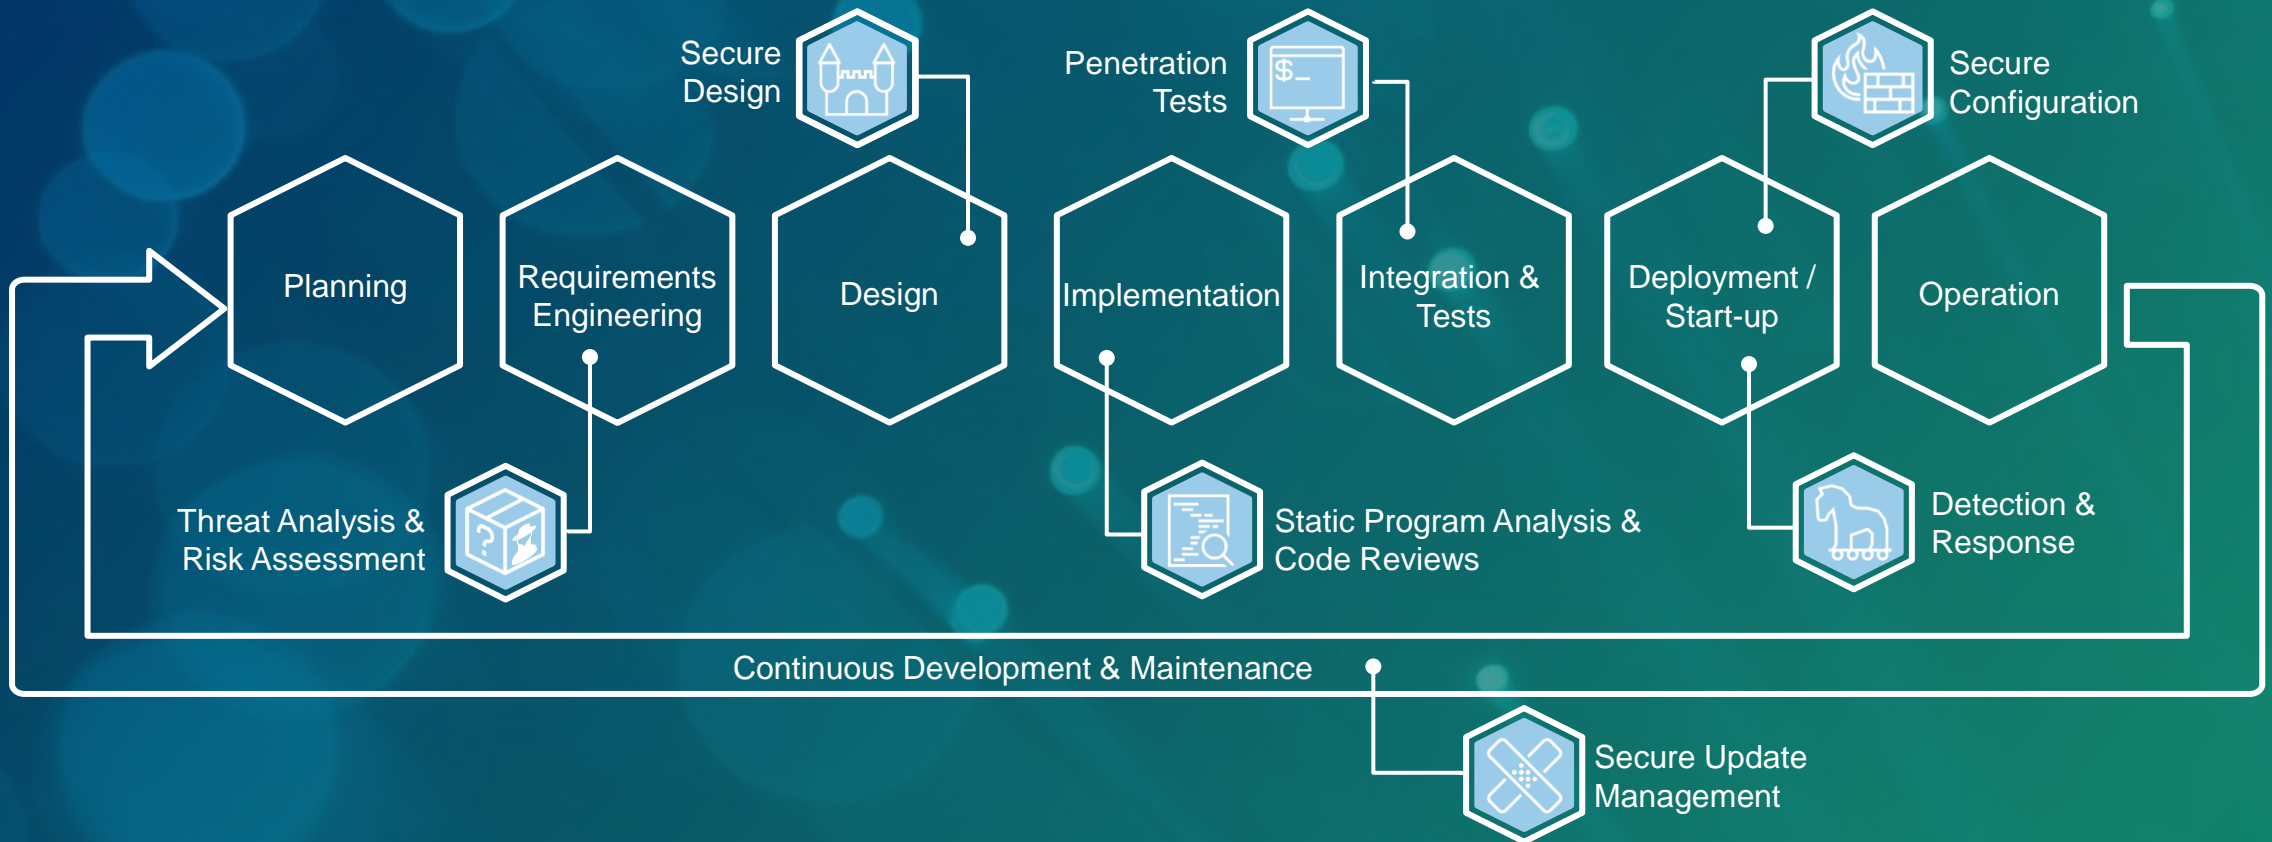 Secure
Design
Penetration
Tests
Secure
Configuration
Planning
Requirements
Engineering
Design
Implementation
Integration &
Tests
Deployment /
Start-up
Operation
Threat Analysis &
Risk Assessment
?
Static Program Analysis &
Code Reviews
Detection &
Response
Continuous Development & Maintenance
Secure Update
Management
$_